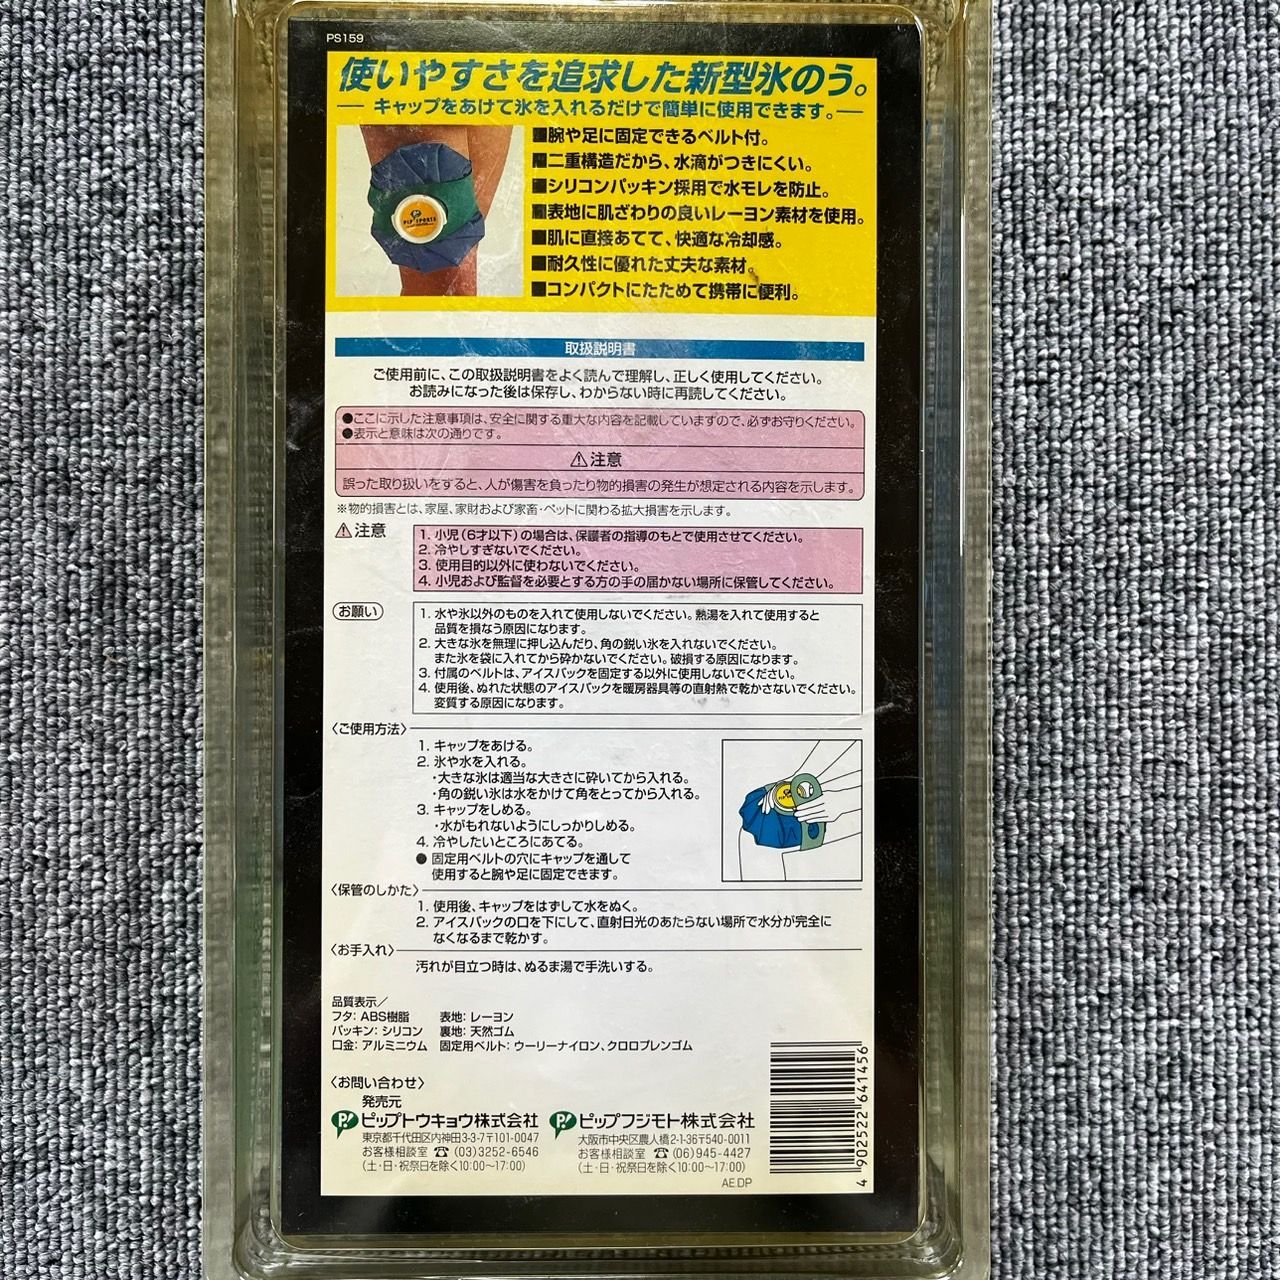 PS159
使いやすさを追求した新型氷のう。
キャップをあけて氷を入れるだけで簡単に使用できます。
PIP SPORTS
■腕や足に固定できるベルト付。
■二重構造だから、水滴がつきにくい。
■シリコンパッキン採用で水モレを防止。
■表地に肌ざわりの良いレーヨン素材を使用。
■肌に直接あてて、快適な冷却感。
■耐久性に優れた丈夫な素材。
■コンパクトにたためて携帯に便利。
取扱説明書
ご使用前に、この取扱説明書をよく読んで理解し、正しく使用してください。
お読みになった後は保存し、わからない時に再読してください。
●ここに示した注意事項は、安全に関する重大な内容を記載していますので、必ずお守りください。
●表示と意味は次の通りです。
⚠注意
誤った取り扱いをすると、人が傷害を負ったり物的損害の発生が想定される内容を示します。
※物的損害とは、家屋、家財および家畜・ペットに関わる拡大損害を示します。
⚠注意
1. 小児(6才以下)の場合は、保護者の指導のもとで使用させてください。
2. 冷やしすぎないでください。
3. 使用目的以外に使わないでください。
4. 小児および監督を必要とする方の手の届かない場所に保管してください。
お願い
1. 水や氷以外のものを入れて使用しないでください。熱湯を入れて使用すると
品質を損なう原因になります。
2. 大きな氷を無理に押し込んだり、角の鋭い氷を入れないでください。
また氷を袋に入れてから砕かないでください。破損する原因になります。
3. 付属のベルトは、アイスバックを固定する以外に使用しないでください。
4. 使用後、ぬれた状態のアイスバックを暖房器具等の直射熱で乾かさないでください。
変質する原因になります。
〈ご使用方法〉
1. キャップをあける。
2. 氷や水を入れる。
・大きな氷は適当な大きさに砕いてから入れる。
・角の鋭い氷は水をかけて角をとってから入れる。
3. キャップをしめる。
・水がもれないようにしっかりしめる。
4. 冷やしたいところにあてる。
● 固定用ベルトの穴にキャップを通して
使用すると腕や足に固定できます。
〈保管のしかた〉
1. 使用後、キャップをはずして水をぬく。
2. アイスバックの口を下にして、直射日光のあたらない場所で水分が完全に
なくなるまで乾かす。
〈お手入れ〉
汚れが目立つ時は、ぬるま湯で手洗いする。
品質表示／
フタ: ABS樹脂 表地: レーヨン
パッキン: シリコン 裏地: 天然ゴム
口金: アルミニウム 固定用ベルト: ウーリーナイロン、クロロプレンゴム
〈お問い合わせ〉
発売元
ピップトウキョウ株式会社
東京都千代田区内神田3-3-7〒101-0047
お客様相談室 ☎ (03)3252-6546
(土・日・祝祭日を除く10:00〜17:00)
ピップフジモト株式会社
大阪市中央区農人橋2-1-36〒540-0011
お客様相談室 ☎ (06)945-4427
(土・日・祝祭日を除く10:00〜17:00)
AE.DP
4 902522 641456